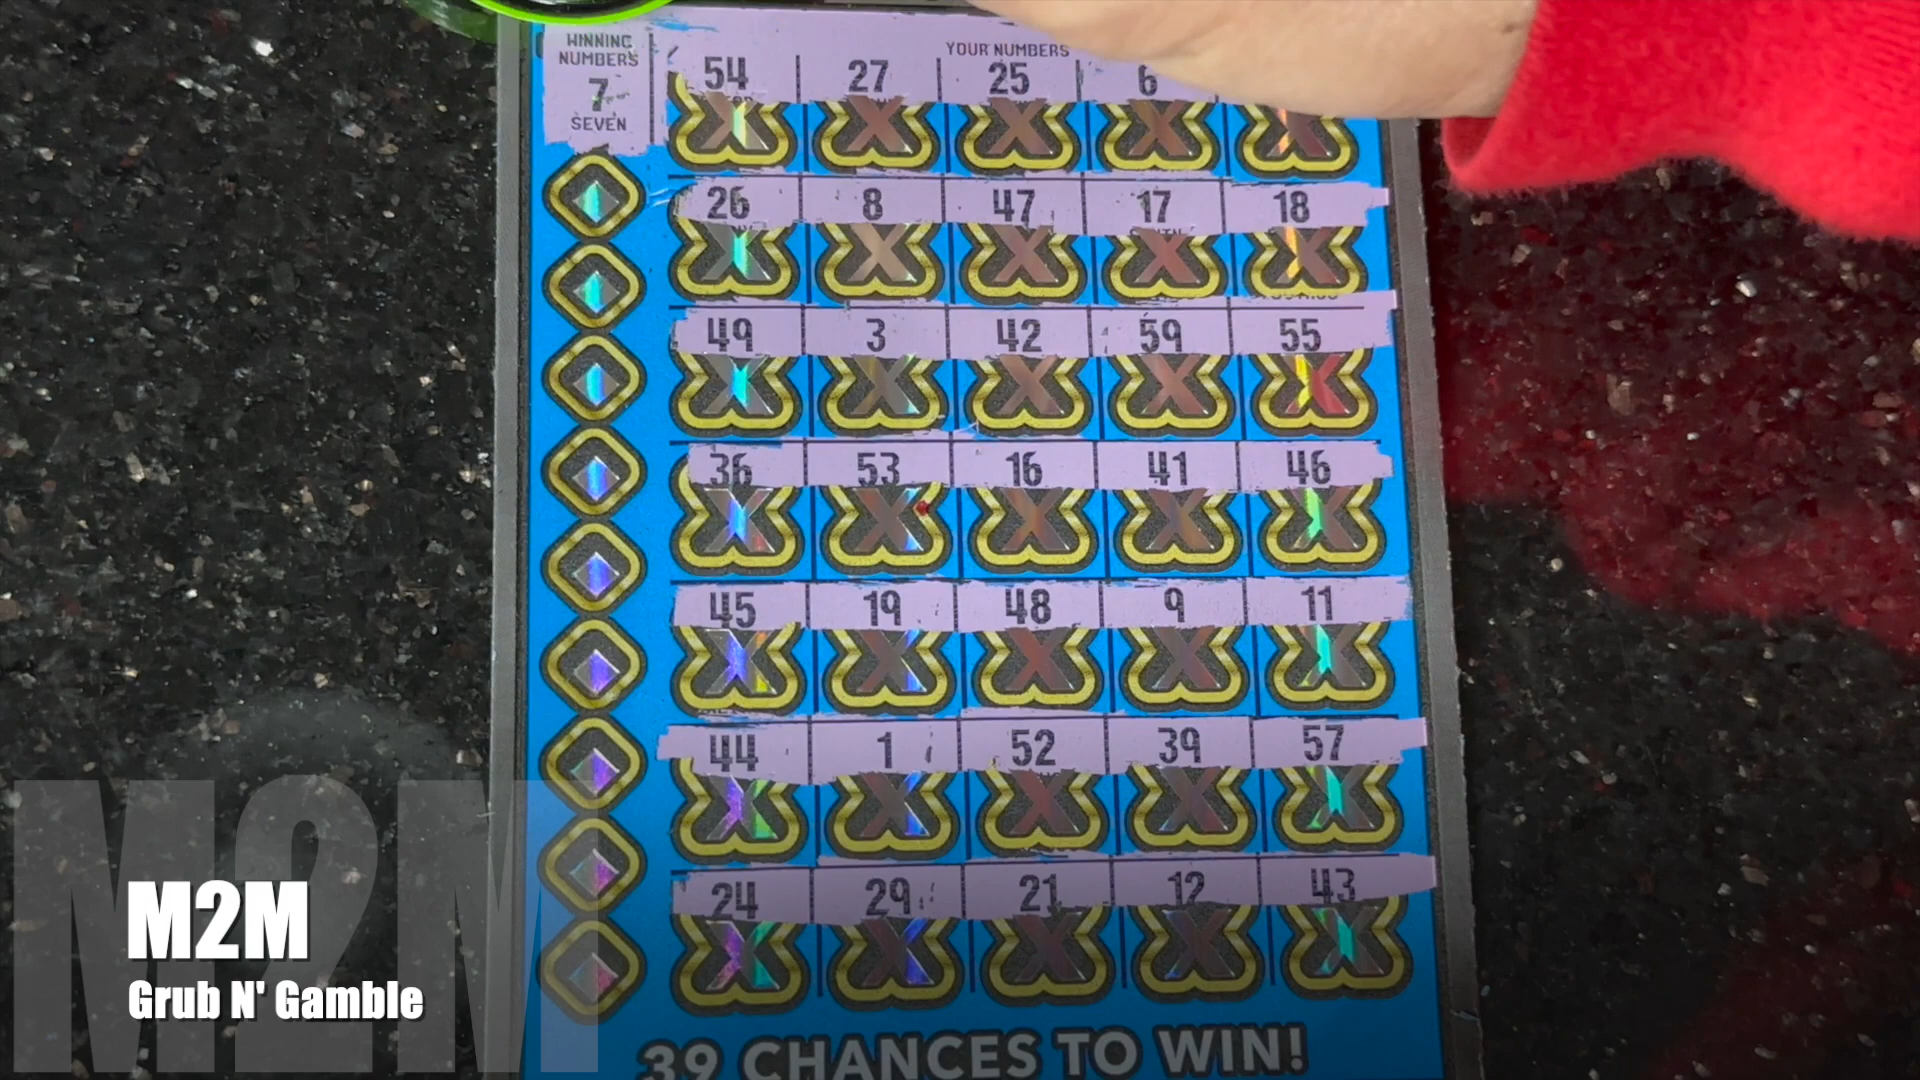 WINNING
NUMBERS
7
SEVEN
YOUR NUMBERS
54 27 25 6
26 8 47 17 18
49 3 42 59 55
36 53 16 41 46
45 19 48 9 11
44 1 52 39 57
24 29 21 12 43
39 CHANCES TO WIN!
M2M
M2M
Grub N' Gamble